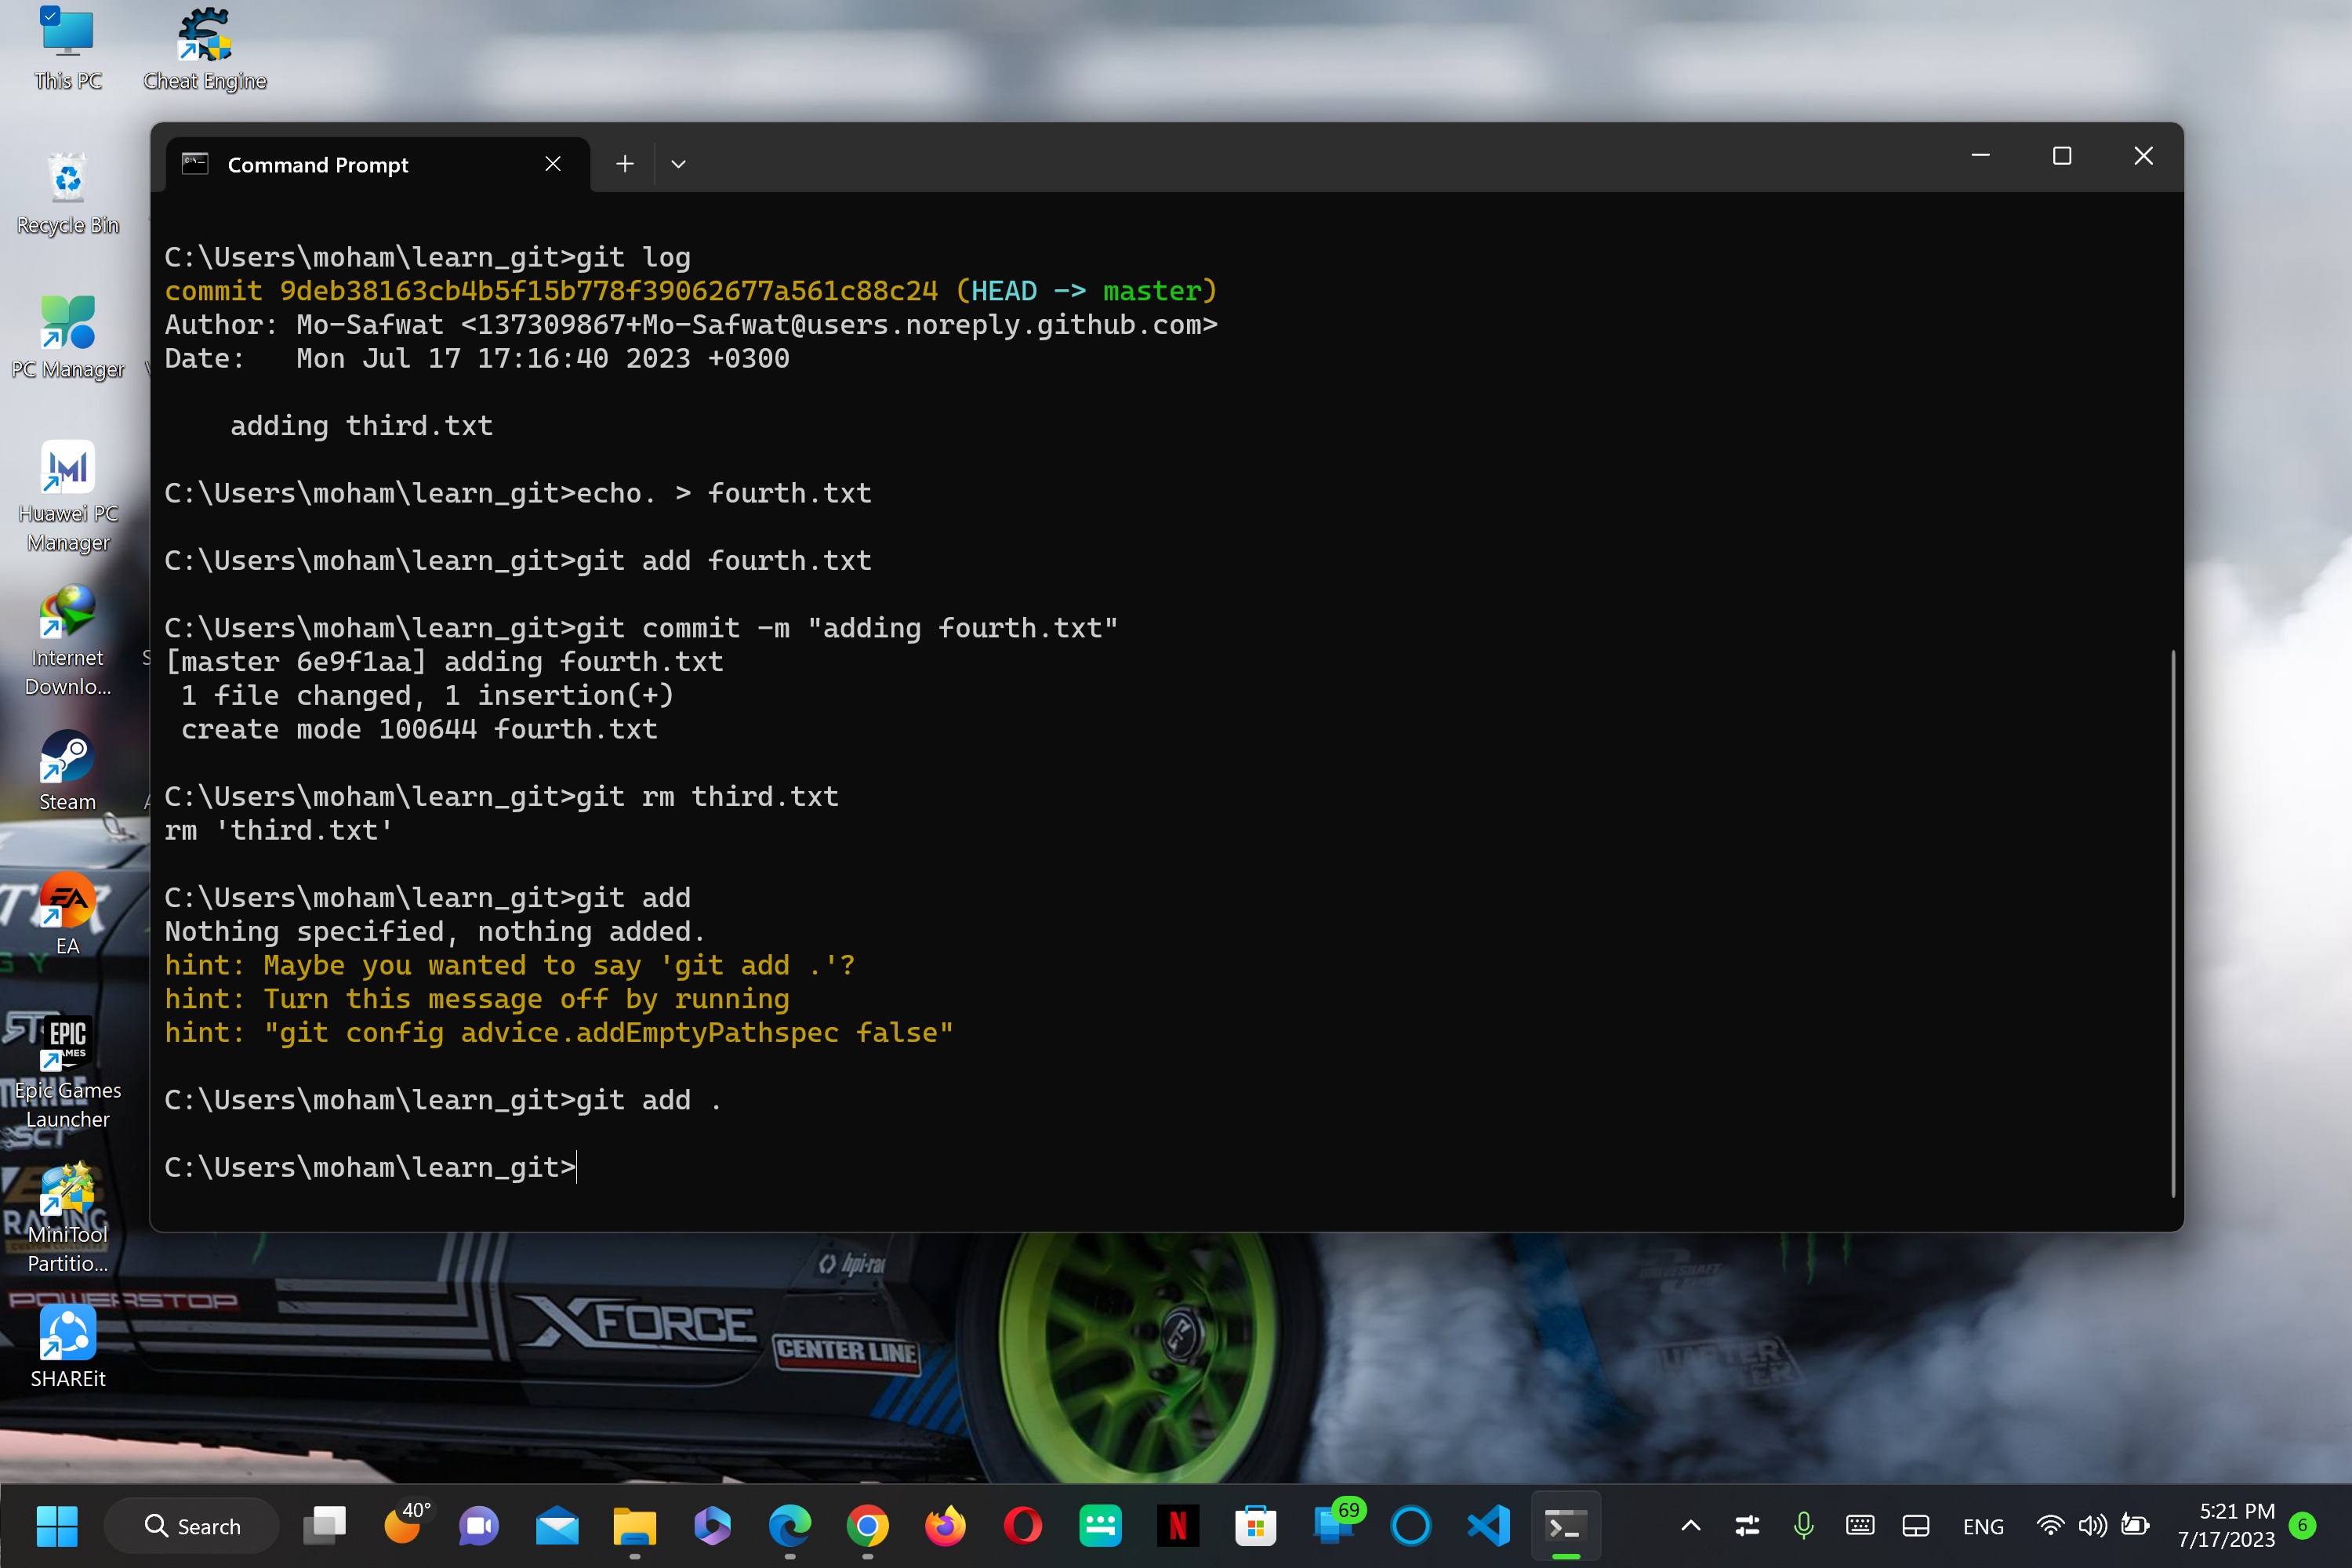 This PC
Cheat Engine
Recycle Bin
PC Manager
Huawei PC
Manager
Internet
Downlo...
Steam
EA
EPIC
Epic Games
Launcher
MiniTool
Partitio...
SHAREit
Command Prompt
C:\Users\moham\learn_git>git log
commit 9deb38163cb4b5f15b778f39062677a561c88c24 (HEAD -> master)
Author: Mo-Safwat <137309867+Mo-Safwat@users.noreply.github.com>
Date:   Mon Jul 17 17:16:40 2023 +0300
    adding third.txt
C:\Users\moham\learn_git>echo. > fourth.txt
C:\Users\moham\learn_git>git add fourth.txt
C:\Users\moham\learn_git>git commit -m "adding fourth.txt"
[master 6e9f1aa] adding fourth.txt
 1 file changed, 1 insertion(+)
 create mode 100644 fourth.txt
C:\Users\moham\learn_git>git rm third.txt
rm 'third.txt'
C:\Users\moham\learn_git>git add
Nothing specified, nothing added.
hint: Maybe you wanted to say 'git add .'?
hint: Turn this message off by running
hint: "git config advice.addEmptyPathspec false"
C:\Users\moham\learn_git>git add .
C:\Users\moham\learn_git>
RACING
POWERSTOP
XFORCE
CENTER LINE
Search
40°
69
ENG
5:21 PM
7/17/2023
6